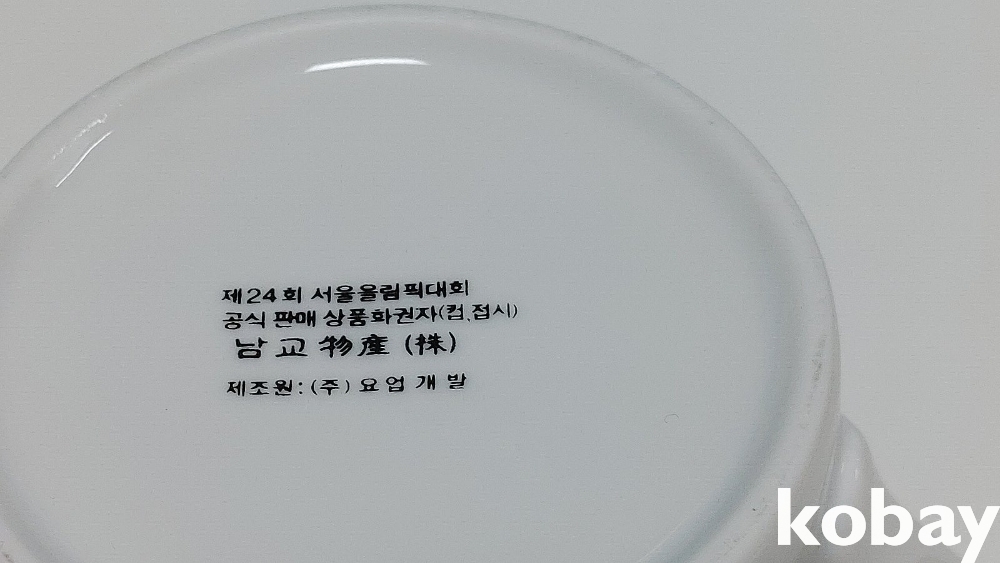 제24회 서울올림픽대회
공식 판매 상품화권자(컵,접시)
남교物産(株)
제조원:(주)요업개발
kobay